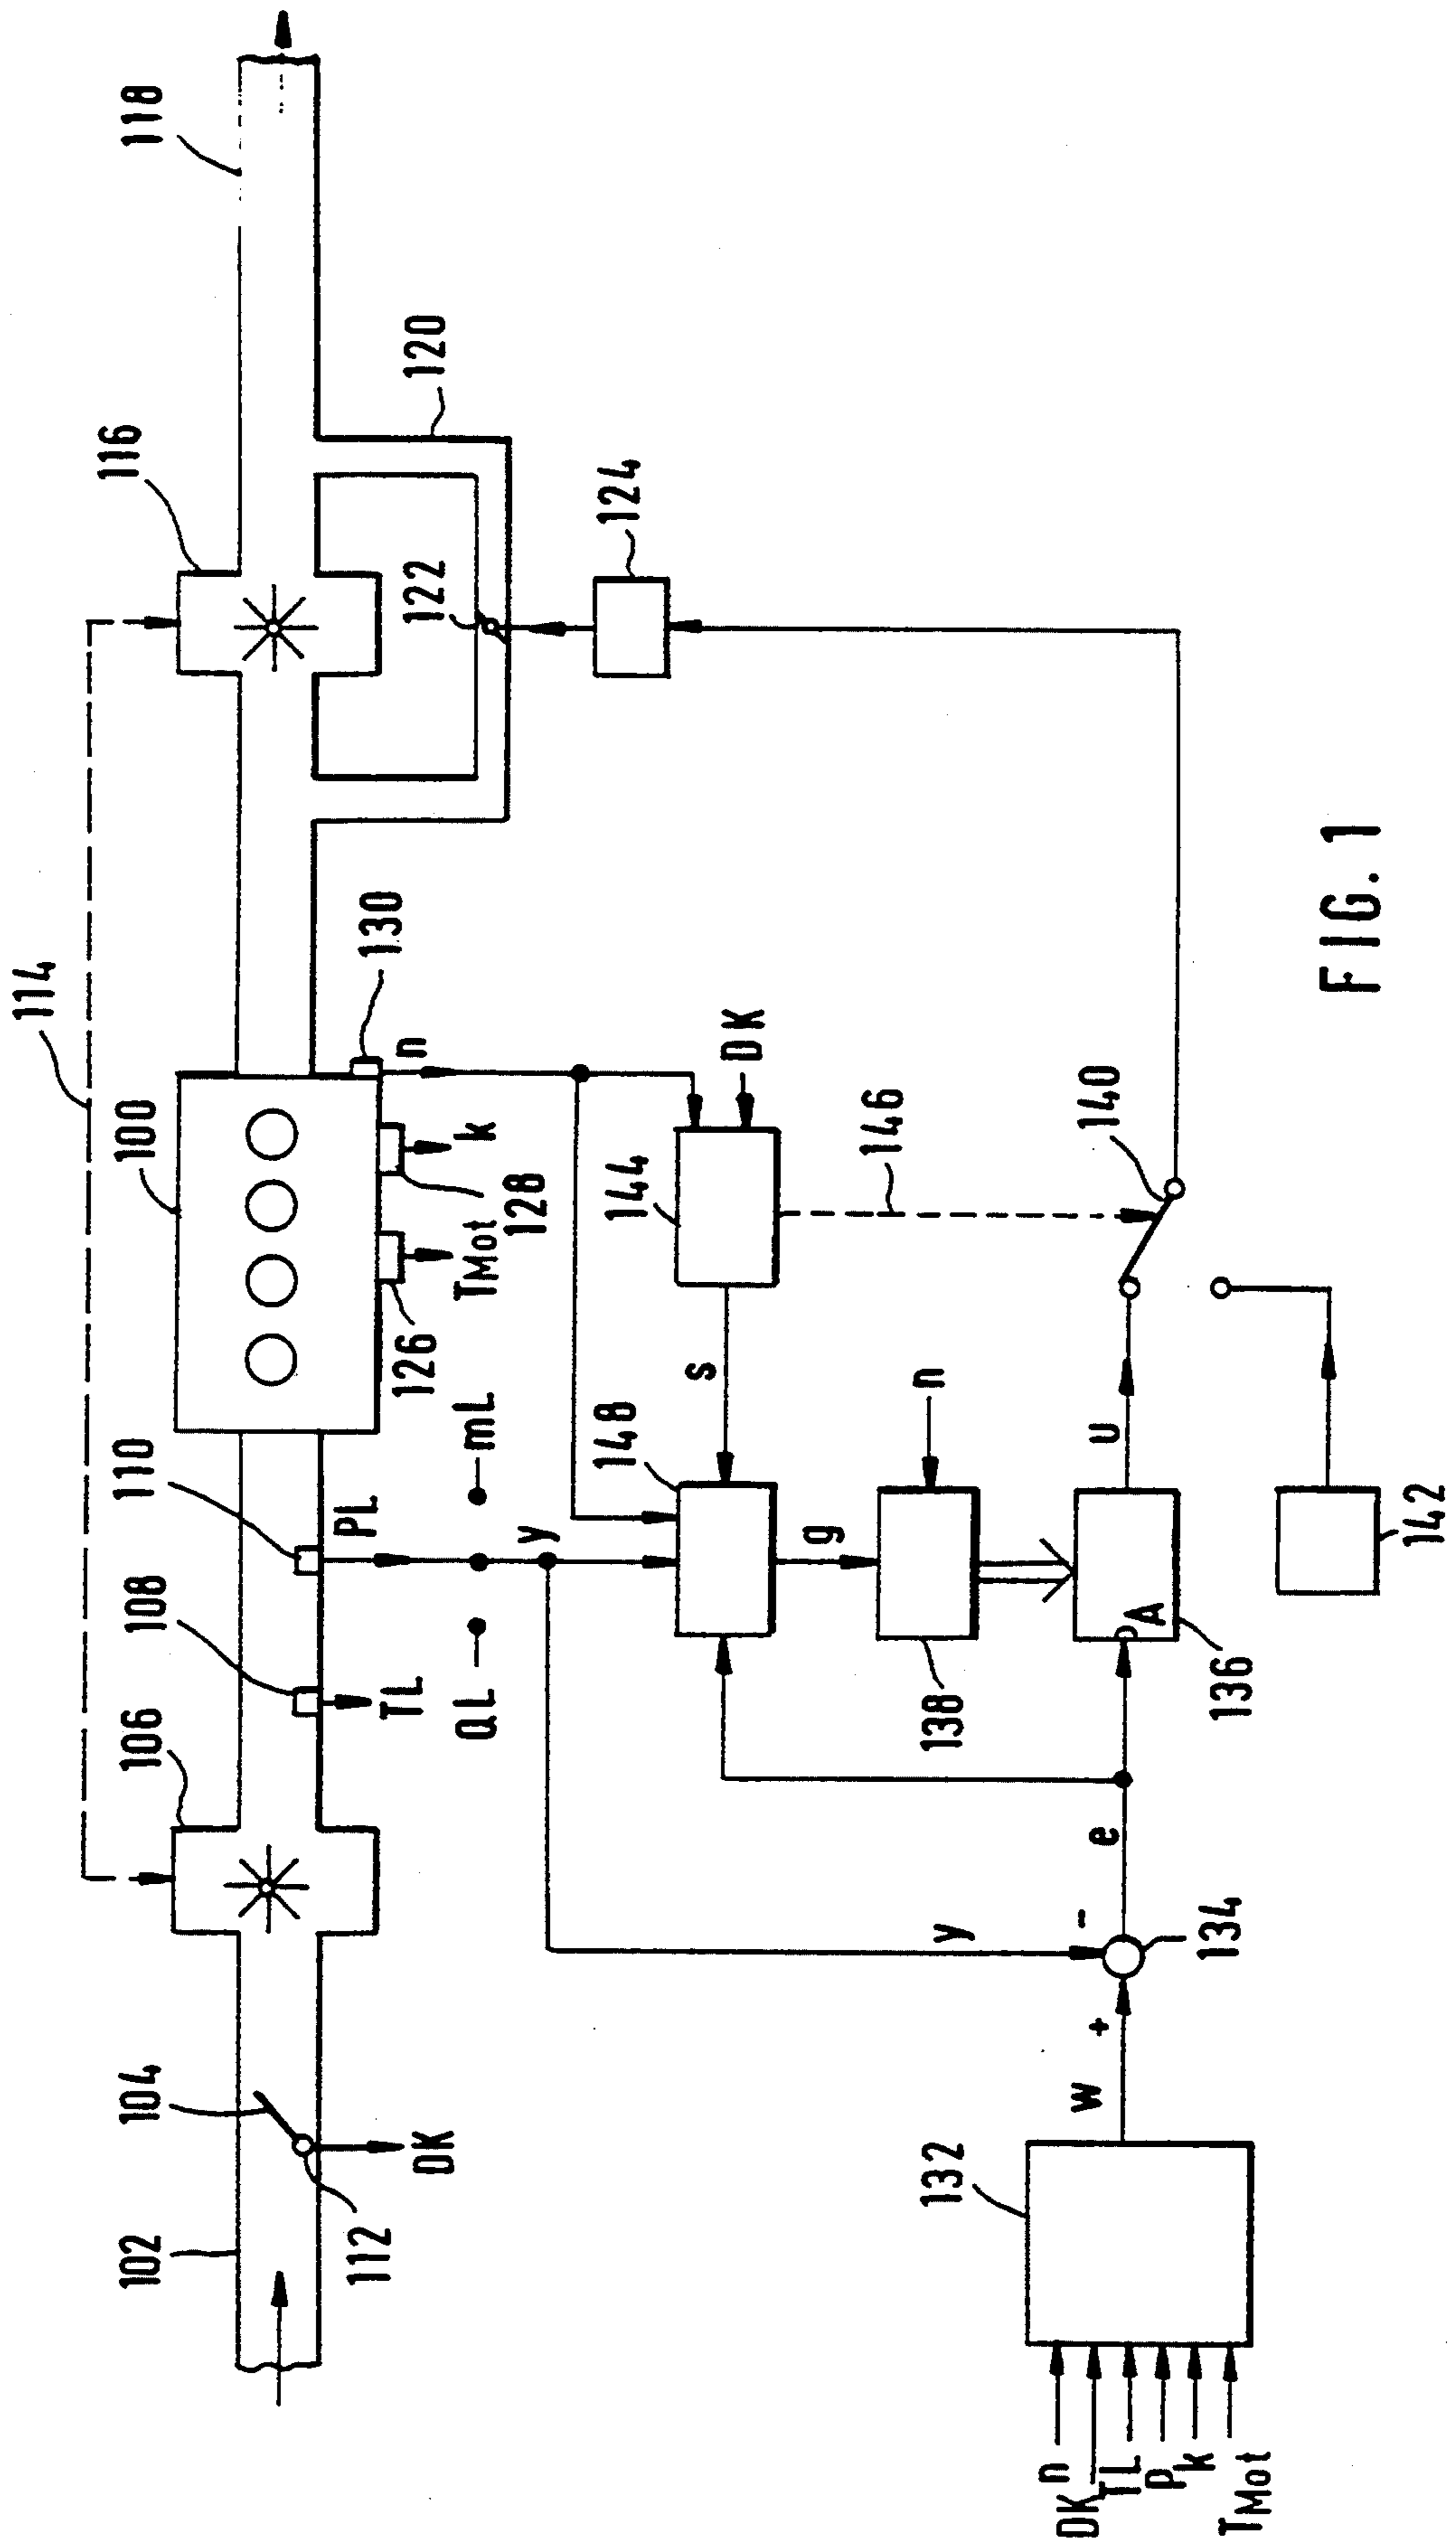 102
104
112
DK
106
108
TL
110
PL
114
100
126
TMot
128
k
130
n
116
118
120
122
124
QL
mL
y
y
148
s
144
DK
146
g
n
138
A
136
u
140
142
132
w
+
-
134
e
n
DK
TL
P
k
TMot
FIG. 1